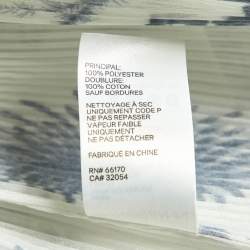 PRINCIPAL:
100% POLYESTER
DOUBLURE:
100% COTON
SAUF BORDURES
NETTOYAGE À SEC
UNIQUEMENT CODE P
NE PAS REPASSER
VAPEUR FAIBLE
UNIQUEMENT
NE PAS DÉTACHER
FABRIQUÉ EN CHINE
RN# 66170
CA# 32054